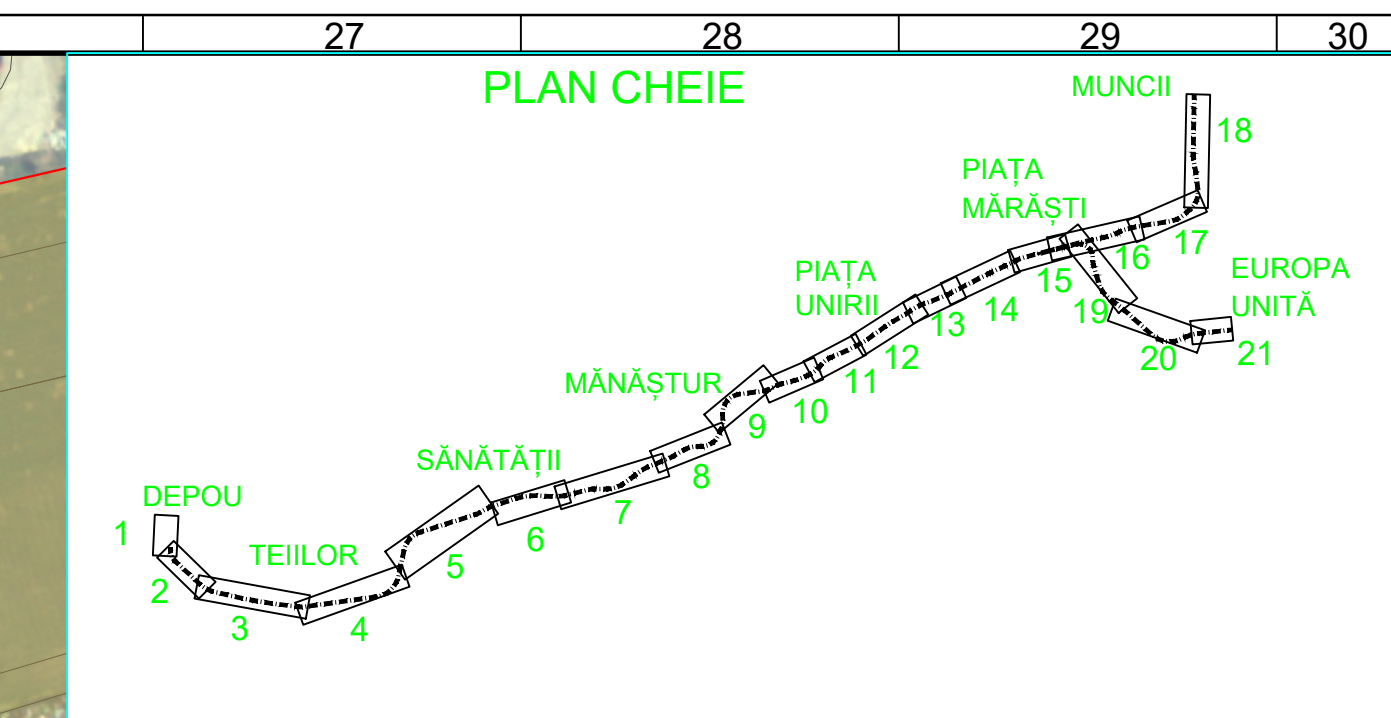 27 28 29 30
PLAN CHEIE
MUNCII
18
PIAȚA
MĂRĂȘTI
17
16
15
EUROPA
UNITĂ
PIAȚA
UNIRII
19
14
13
12
20
21
11
MĂNĂȘTUR
10
9
SĂNĂTĂȚII
8
7
DEPOU
1
6
TEIILOR
5
2
3
4